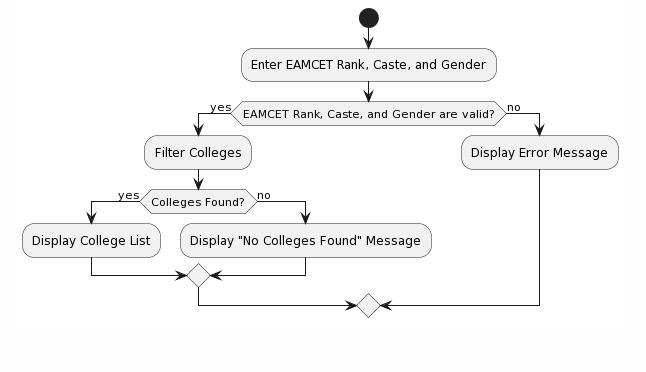 Enter EAMCET Rank, Caste, and Gender
yes
EAMCET Rank, Caste, and Gender are valid?
no
Filter Colleges
Display Error Message
yes
Colleges Found?
no
Display College List
Display "No Colleges Found" Message